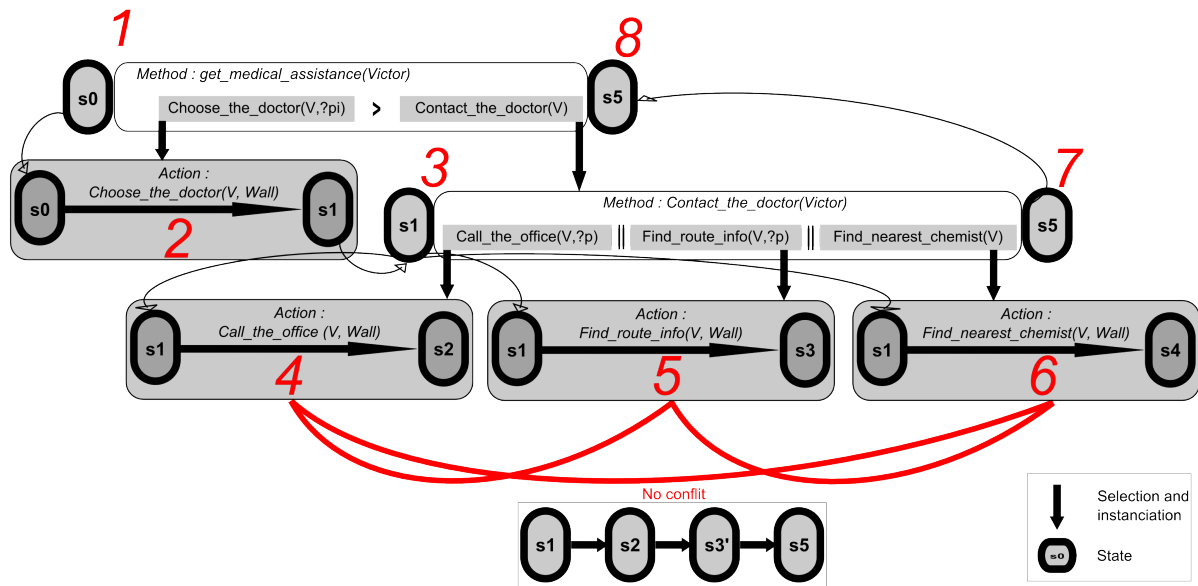 1
8
Method : get_medical_assistance(Victor)
s0
s5
Choose_the_doctor(V,?pi) > Contact_the_doctor(V)
3
7
Action :
Choose_the_doctor(V, Wall)
s0
s1
2
Method : Contact_the_doctor(Victor)
s1
s5
Call_the_office(V,?p) || Find_route_info(V,?p) || Find_nearest_chemist(V)
Action :
Call_the_office (V, Wall)
s1
s2
4
Action :
Find_route_info(V, Wall)
s1
s3
5
Action :
Find_nearest_chemist(V, Wall)
s1
s4
6
No conflit
s1
s2
s3'
s5
Selection and
instanciation
s0
State